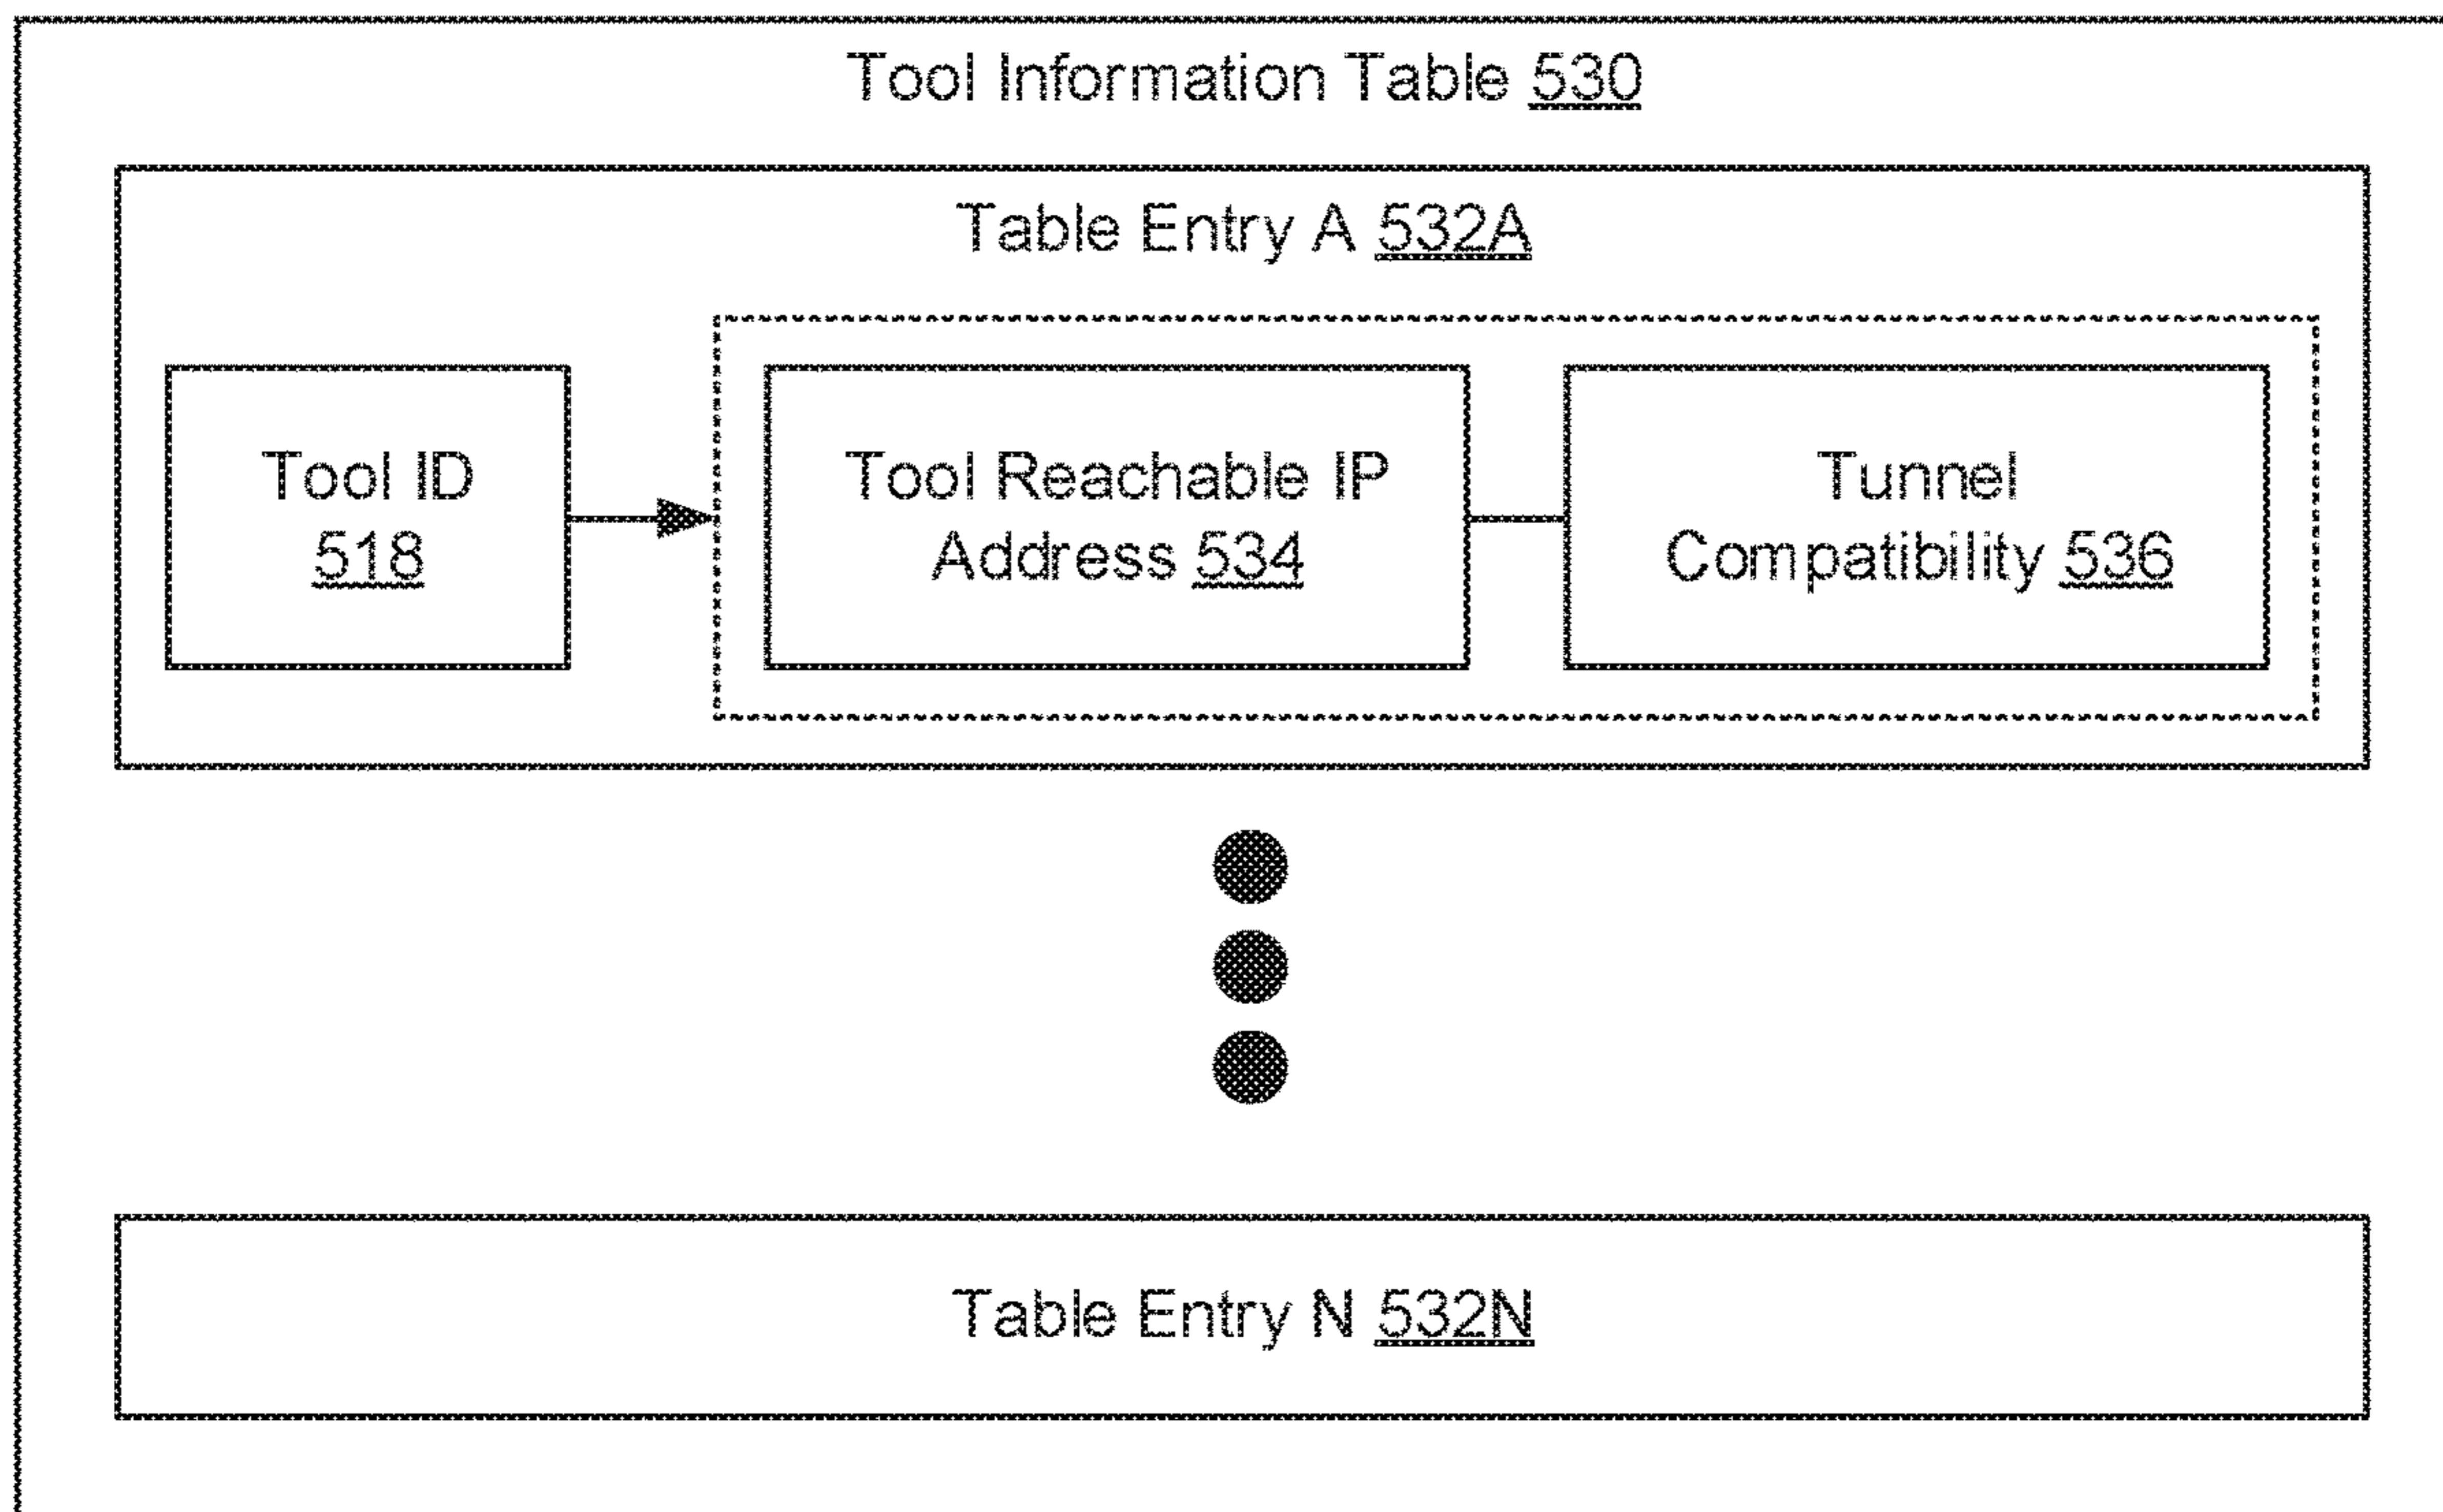 Tool Information Table 530
Table Entry A 532A
Tool ID
518
Tool Reachable IP
Address 534
Tunnel
Compatibility 536
Table Entry N 532N